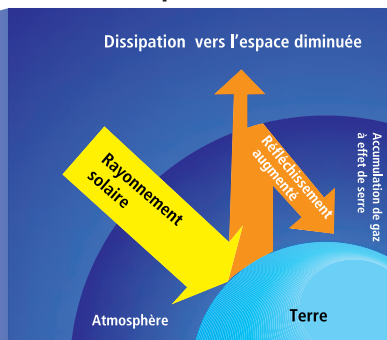 Dissipation vers l'espace diminuée
Rayonnement
solaire
Réfléchissement
augmenté
Accumulation de gaz
à effet de serre
Atmosphère
Terre